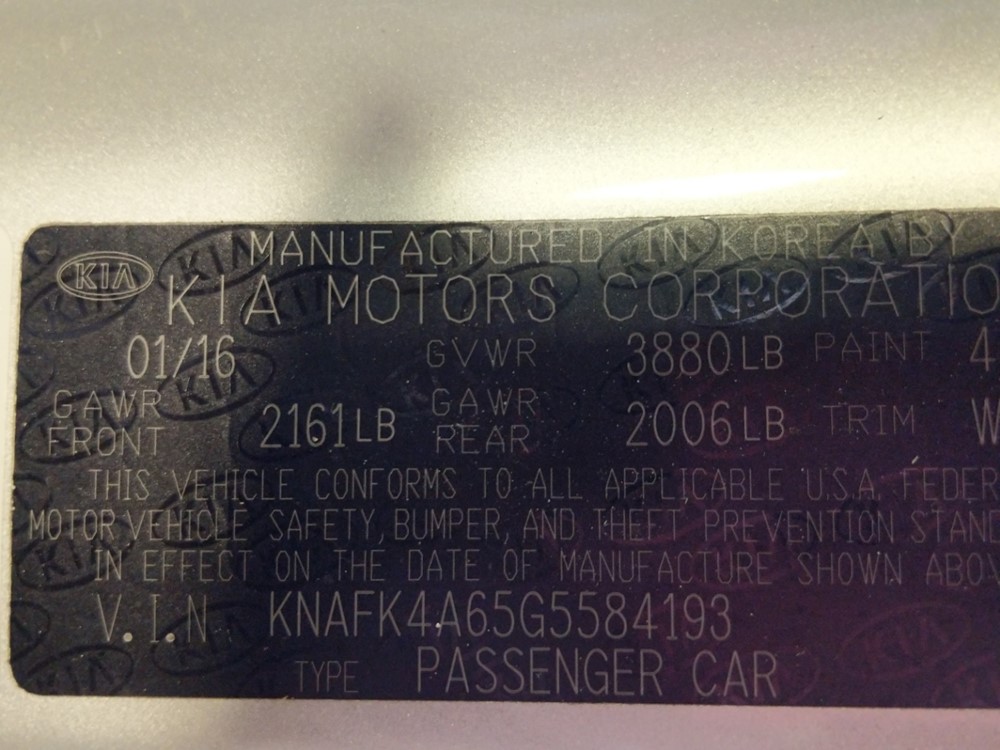 MANUFACTURED IN KOREA BY
KIA
KIA MOTORS CORPORATIO
01/16 GVWR 3880LB PAINT 4
GAWR FRONT 2161LB GAWR REAR 2006LB TRIM W
THIS VEHICLE CONFORMS TO ALL APPLICABLE U.S.A. FEDER
MOTOR VEHICLE SAFETY, BUMPER, AND THEFT PREVENTION STAND
IN EFFECT ON THE DATE OF MANUFACTURE SHOWN ABOV
V.I.N KNAFK4A65G5584193
TYPE PASSENGER CAR